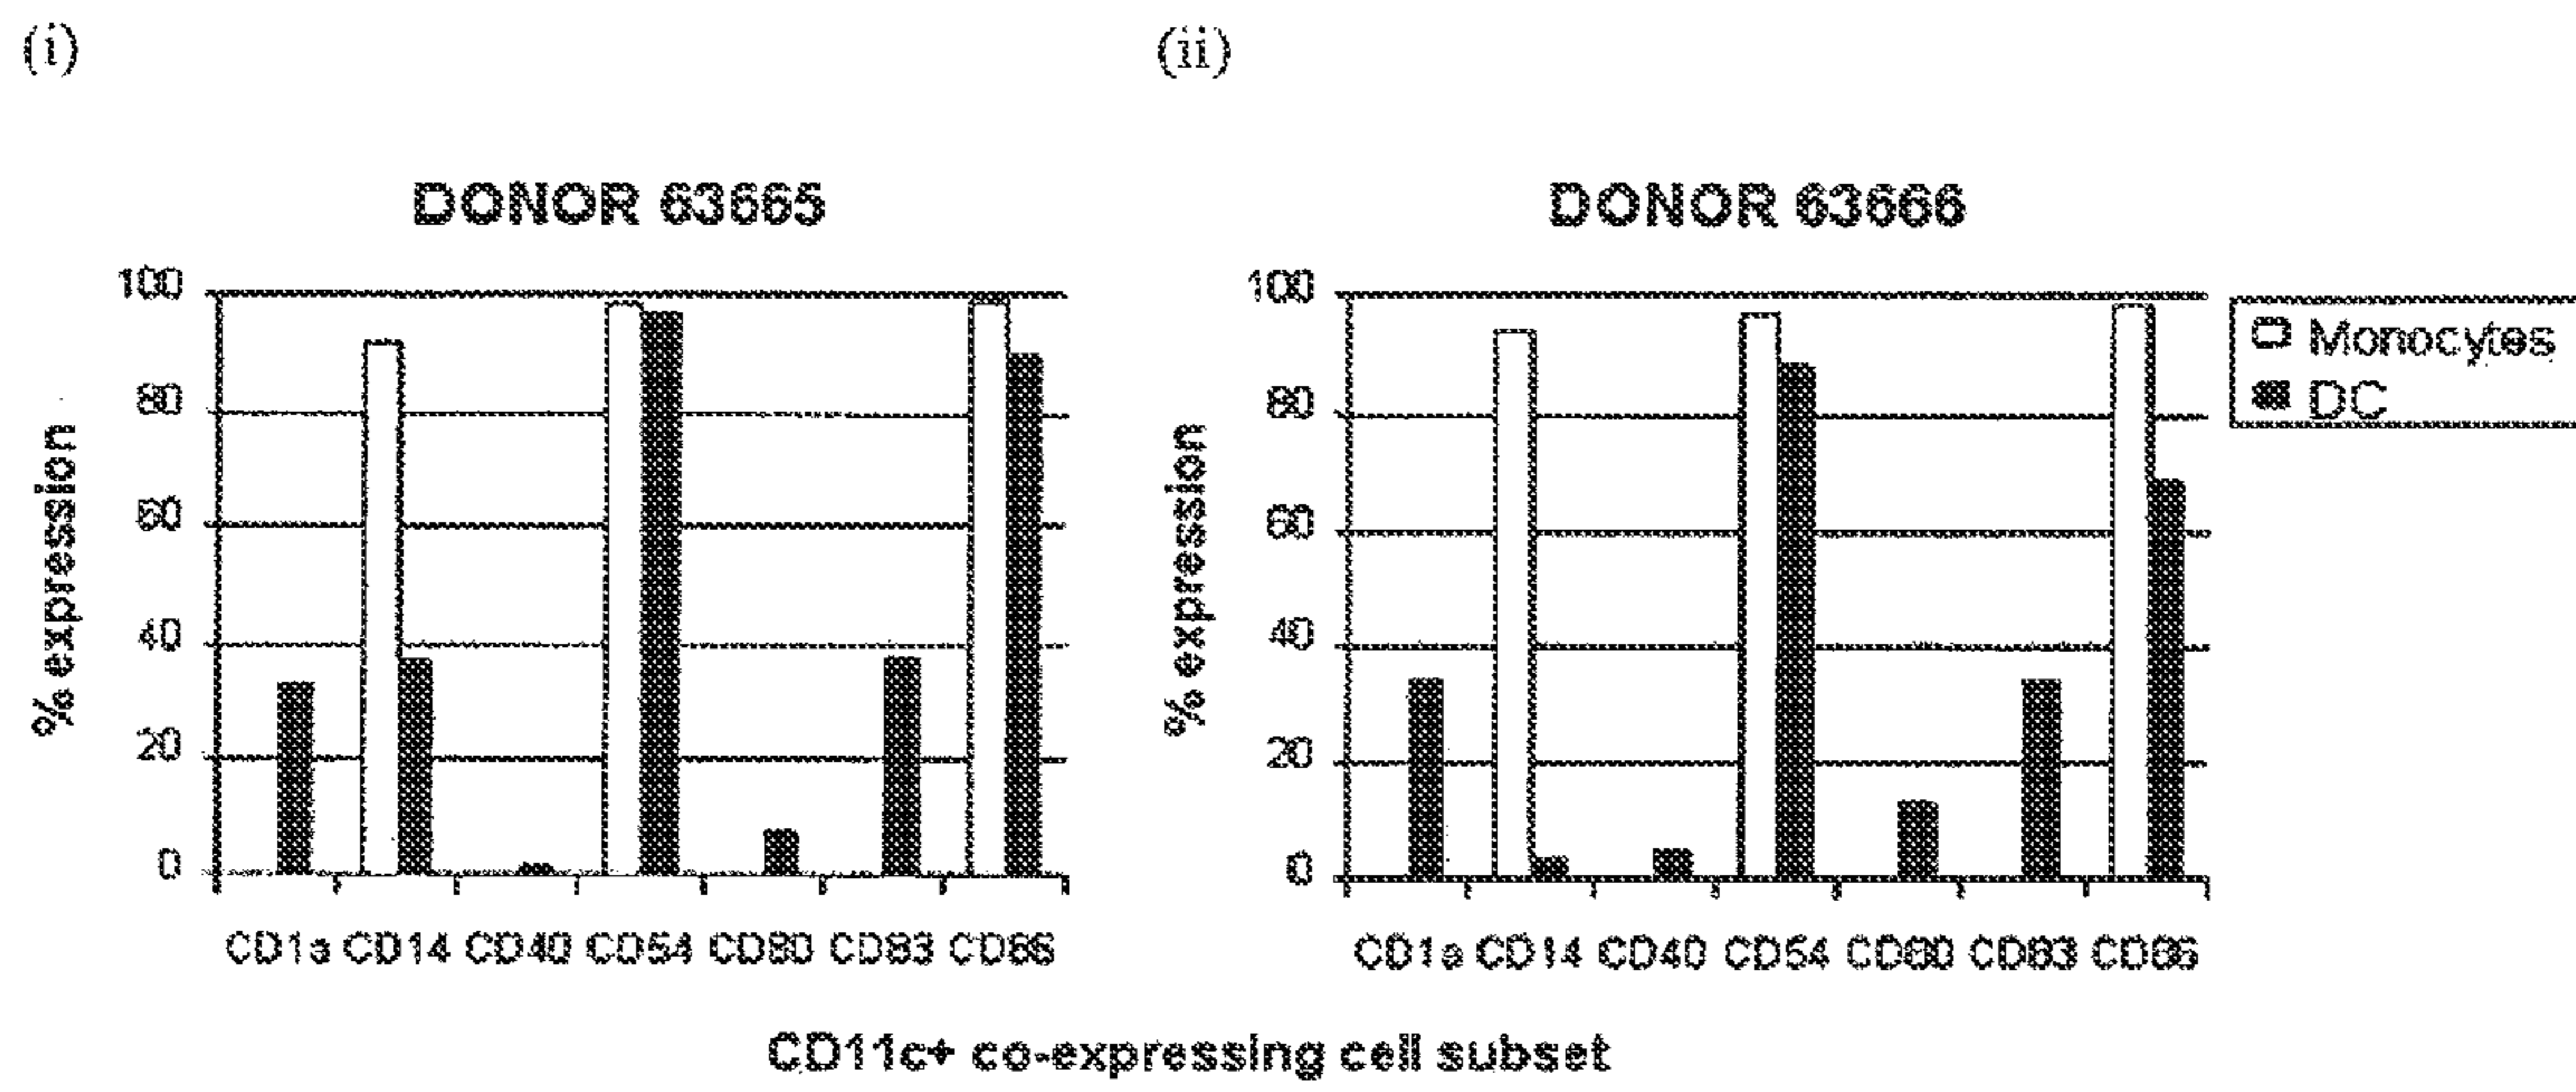 (i)
(ii)
DONOR 63665
DONOR 63666
% expression
100
80
60
40
20
0
CD1a CD14 CD40 CD54 CD80 CD83 CD86
% expression
100
80
60
40
20
0
CD1a CD14 CD40 CD54 CD80 CD83 CD86
Monocytes
DC
CD11c+ co-expressing cell subset